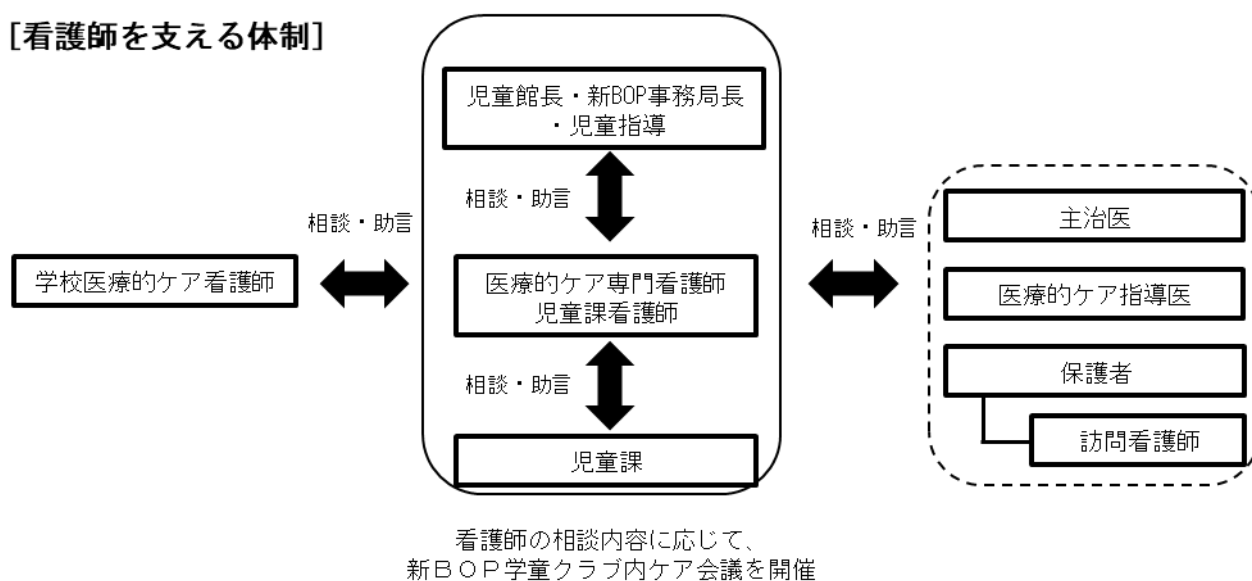 [看護師を支える体制]
児童館長・新BOP事務局長
・児童指導
相談・助言
相談・助言
学校医療的ケア看護師
医療的ケア専門看護師
児童課看護師
相談・助言
児童課
相談・助言
主治医
医療的ケア指導医
保護者
訪問看護師
看護師の相談内容に応じて、
新ＢＯＰ学童クラブ内ケア会議を開催